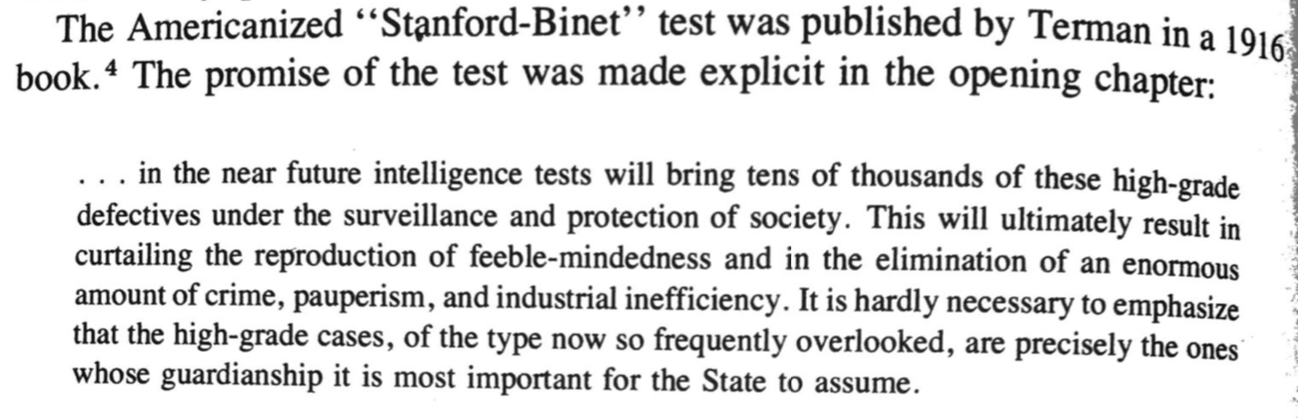 The Americanized “Stanford-Binet” test was published by Terman in a 1916
book.⁴ The promise of the test was made explicit in the opening chapter:
. . . in the near future intelligence tests will bring tens of thousands of these high-grade
defectives under the surveillance and protection of society. This will ultimately result in
curtailing the reproduction of feeble-mindedness and in the elimination of an enormous
amount of crime, pauperism, and industrial inefficiency. It is hardly necessary to emphasize
that the high-grade cases, of the type now so frequently overlooked, are precisely the ones
whose guardianship it is most important for the State to assume.